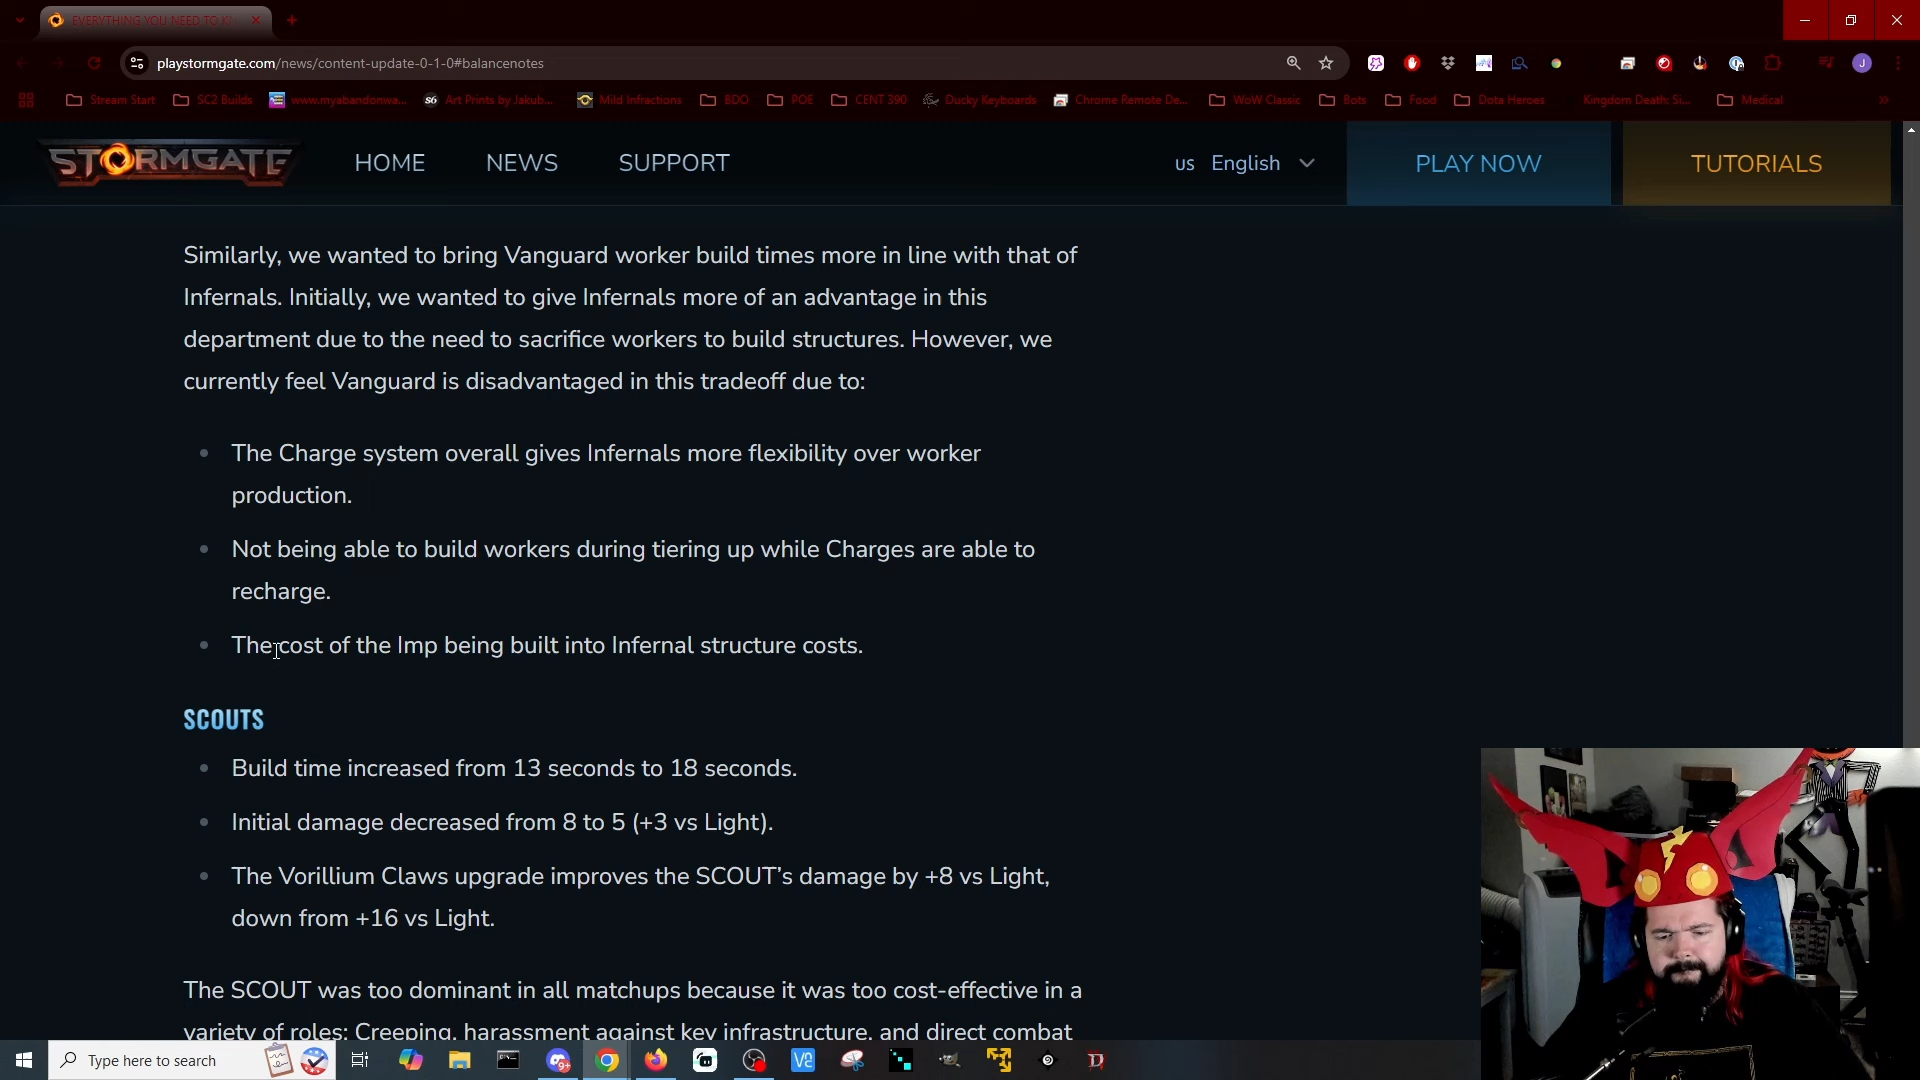 EVERYTHING YOU NEED TO K
playstormgate.com/news/content-update-0-1-0#balancenotes
Stream Start
SC2 Builds
www.myabandonwa...
Art Prints by Jakub...
Mild Infractions
BDO
POE
CENT 390
Ducky Keyboards
Chrome Remote De...
WoW Classic
Bots
Food
Dota Heroes
Kingdom Death: Si...
Medical
STORMGATE
HOME
NEWS
SUPPORT
us English
PLAY NOW
TUTORIALS
Similarly, we wanted to bring Vanguard worker build times more in line with that of
Infernals. Initially, we wanted to give Infernals more of an advantage in this
department due to the need to sacrifice workers to build structures. However, we
currently feel Vanguard is disadvantaged in this tradeoff due to:
The Charge system overall gives Infernals more flexibility over worker
production.
Not being able to build workers during tiering up while Charges are able to
recharge.
The cost of the Imp being built into Infernal structure costs.
SCOUTS
Build time increased from 13 seconds to 18 seconds.
Initial damage decreased from 8 to 5 (+3 vs Light).
The Vorillium Claws upgrade improves the SCOUT’s damage by +8 vs Light,
down from +16 vs Light.
The SCOUT was too dominant in all matchups because it was too cost-effective in a
variety of roles: Creeping, harassment against key infrastructure, and direct combat
Type here to search